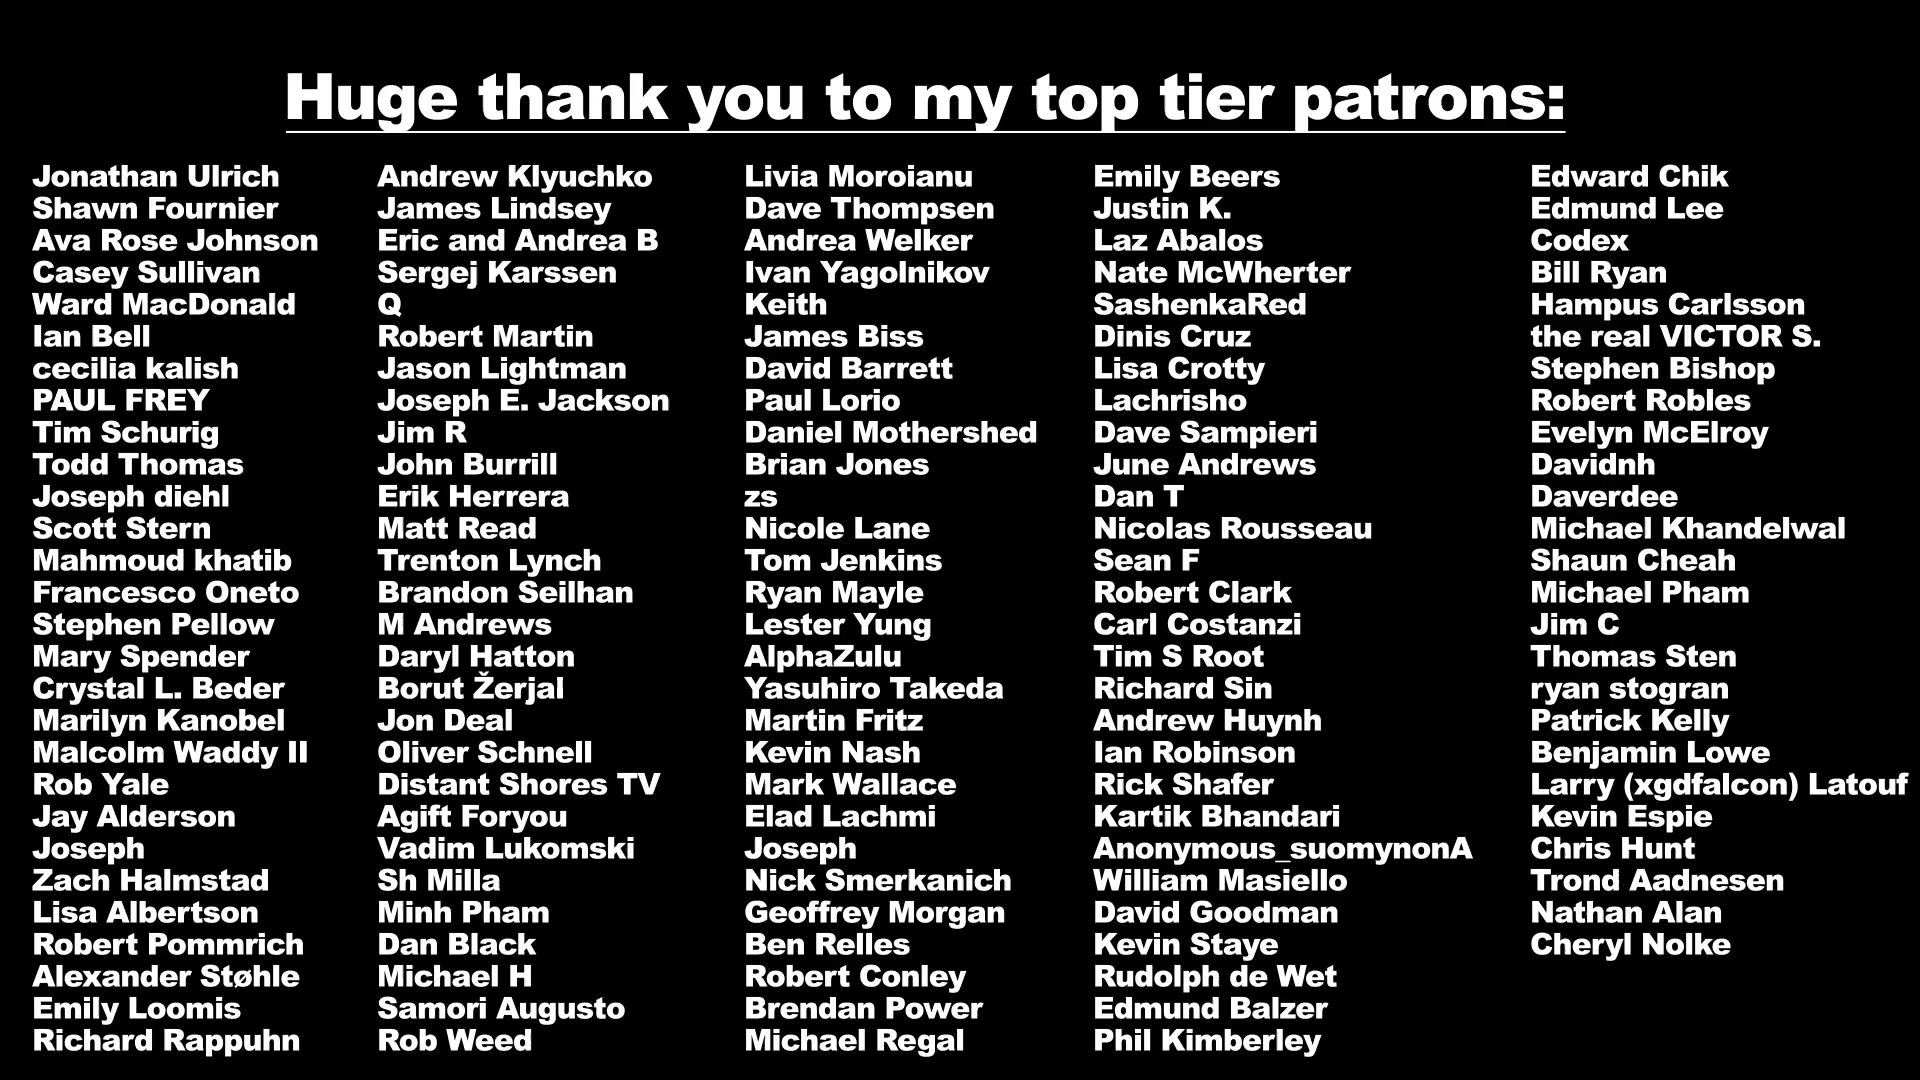 Huge thank you to my top tier patrons:
Jonathan Ulrich
Shawn Fournier
Ava Rose Johnson
Casey Sullivan
Ward MacDonald
Ian Bell
cecilia kalish
PAUL FREY
Tim Schurig
Todd Thomas
Joseph diehl
Scott Stern
Mahmoud khatib
Francesco Oneto
Stephen Pellow
Mary Spender
Crystal L. Beder
Marilyn Kanobel
Malcolm Waddy II
Rob Yale
Jay Alderson
Joseph
Zach Halmstad
Lisa Albertson
Robert Pommrich
Alexander Støhle
Emily Loomis
Richard Rappuhn
Andrew Klyuchko
James Lindsey
Eric and Andrea B
Sergej Karssen
Q
Robert Martin
Jason Lightman
Joseph E. Jackson
Jim R
John Burrill
Erik Herrera
Matt Read
Trenton Lynch
Brandon Seilhan
M Andrews
Daryl Hatton
Borut Žerjal
Jon Deal
Oliver Schnell
Distant Shores TV
Agift Foryou
Vadim Lukomski
Sh Milla
Minh Pham
Dan Black
Michael H
Samori Augusto
Rob Weed
Livia Moroianu
Dave Thompsen
Andrea Welker
Ivan Yagolnikov
Keith
James Biss
David Barrett
Paul Lorio
Daniel Mothershed
Brian Jones
zs
Nicole Lane
Tom Jenkins
Ryan Mayle
Lester Yung
AlphaZulu
Yasuhiro Takeda
Martin Fritz
Kevin Nash
Mark Wallace
Elad Lachmi
Joseph
Nick Smerkanich
Geoffrey Morgan
Ben Relles
Robert Conley
Brendan Power
Michael Regal
Emily Beers
Justin K.
Laz Abalos
Nate McWherter
SashenkaRed
Dinis Cruz
Lisa Crotty
Lachrisho
Dave Sampieri
June Andrews
Dan T
Nicolas Rousseau
Sean F
Robert Clark
Carl Costanzi
Tim S Root
Richard Sin
Andrew Huynh
Ian Robinson
Rick Shafer
Kartik Bhandari
Anonymous_suomynonA
William Masiello
David Goodman
Kevin Staye
Rudolph de Wet
Edmund Balzer
Phil Kimberley
Edward Chik
Edmund Lee
Codex
Bill Ryan
Hampus Carlsson
the real VICTOR S.
Stephen Bishop
Robert Robles
Evelyn McElroy
Davidnh
Daverdee
Michael Khandelwal
Shaun Cheah
Michael Pham
Jim C
Thomas Sten
ryan stogran
Patrick Kelly
Benjamin Lowe
Larry (xgdfalcon) Latouf
Kevin Espie
Chris Hunt
Trond Aadnesen
Nathan Alan
Cheryl Nolke